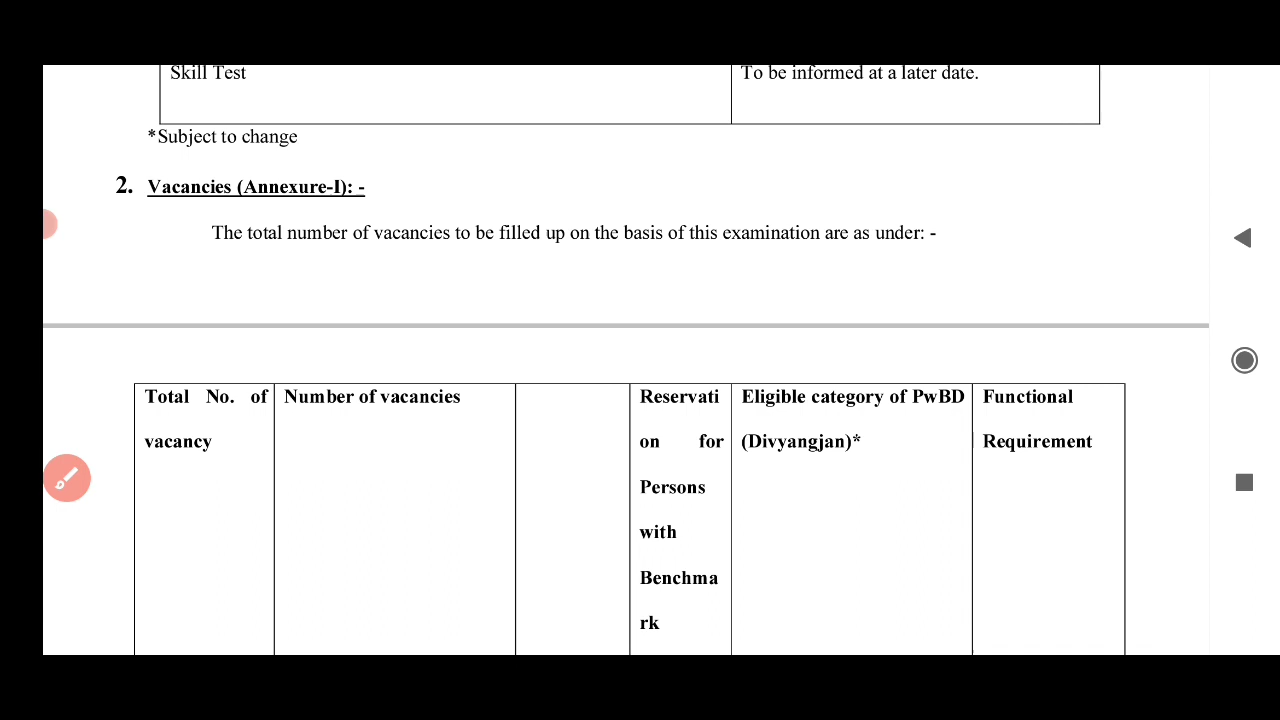 Skill Test To be informed at a later date.
*Subject to change
2. Vacancies (Annexure-I): -
The total number of vacancies to be filled up on the basis of this examination are as under: -
Total No. of Number of vacancies Reservati Eligible category of PwBD Functional
vacancy on for (Divyangjan)* Requirement
Persons
with
Benchma
rk